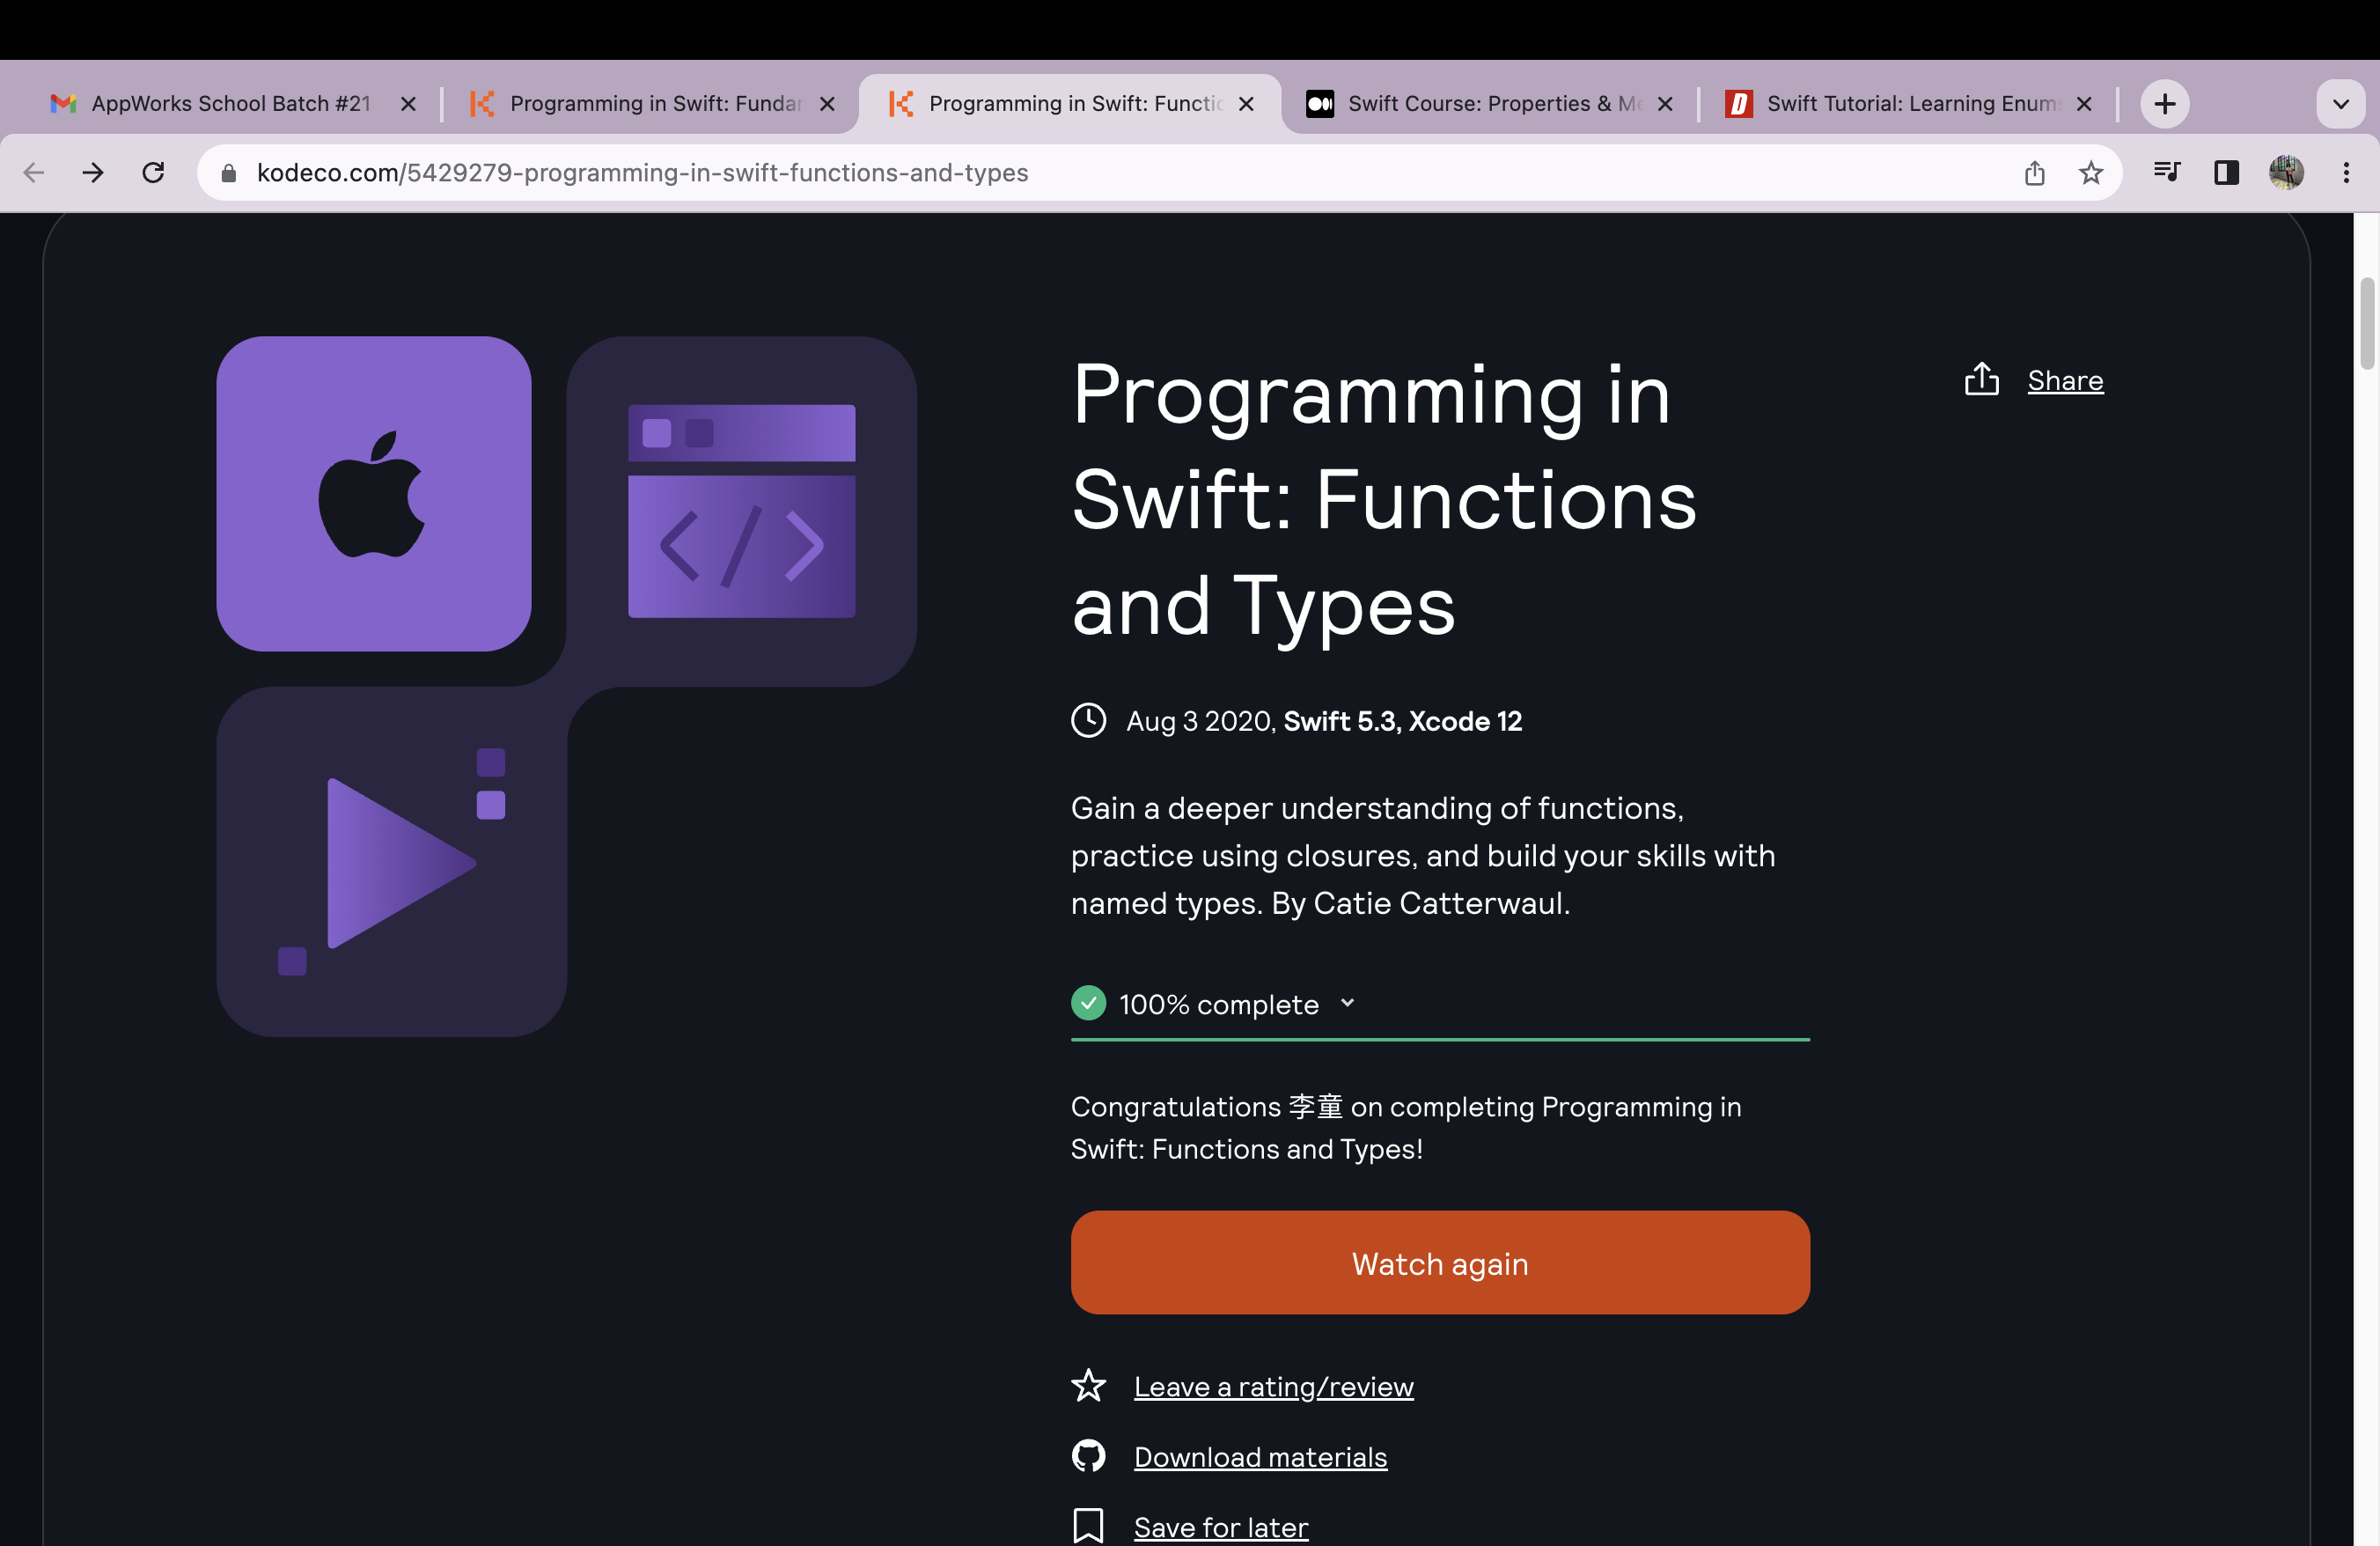 AppWorks School Batch #21
Programming in Swift: Fundar
Programming in Swift: Functio
Swift Course: Properties & Me
Swift Tutorial: Learning Enums
kodeco.com/5429279-programming-in-swift-functions-and-types
Programming in
Swift: Functions
and Types
Share
Aug 3 2020, Swift 5.3, Xcode 12
Gain a deeper understanding of functions,
practice using closures, and build your skills with
named types. By Catie Catterwaul.
100% complete
Congratulations 李童 on completing Programming in
Swift: Functions and Types!
Watch again
Leave a rating/review
Download materials
Save for later